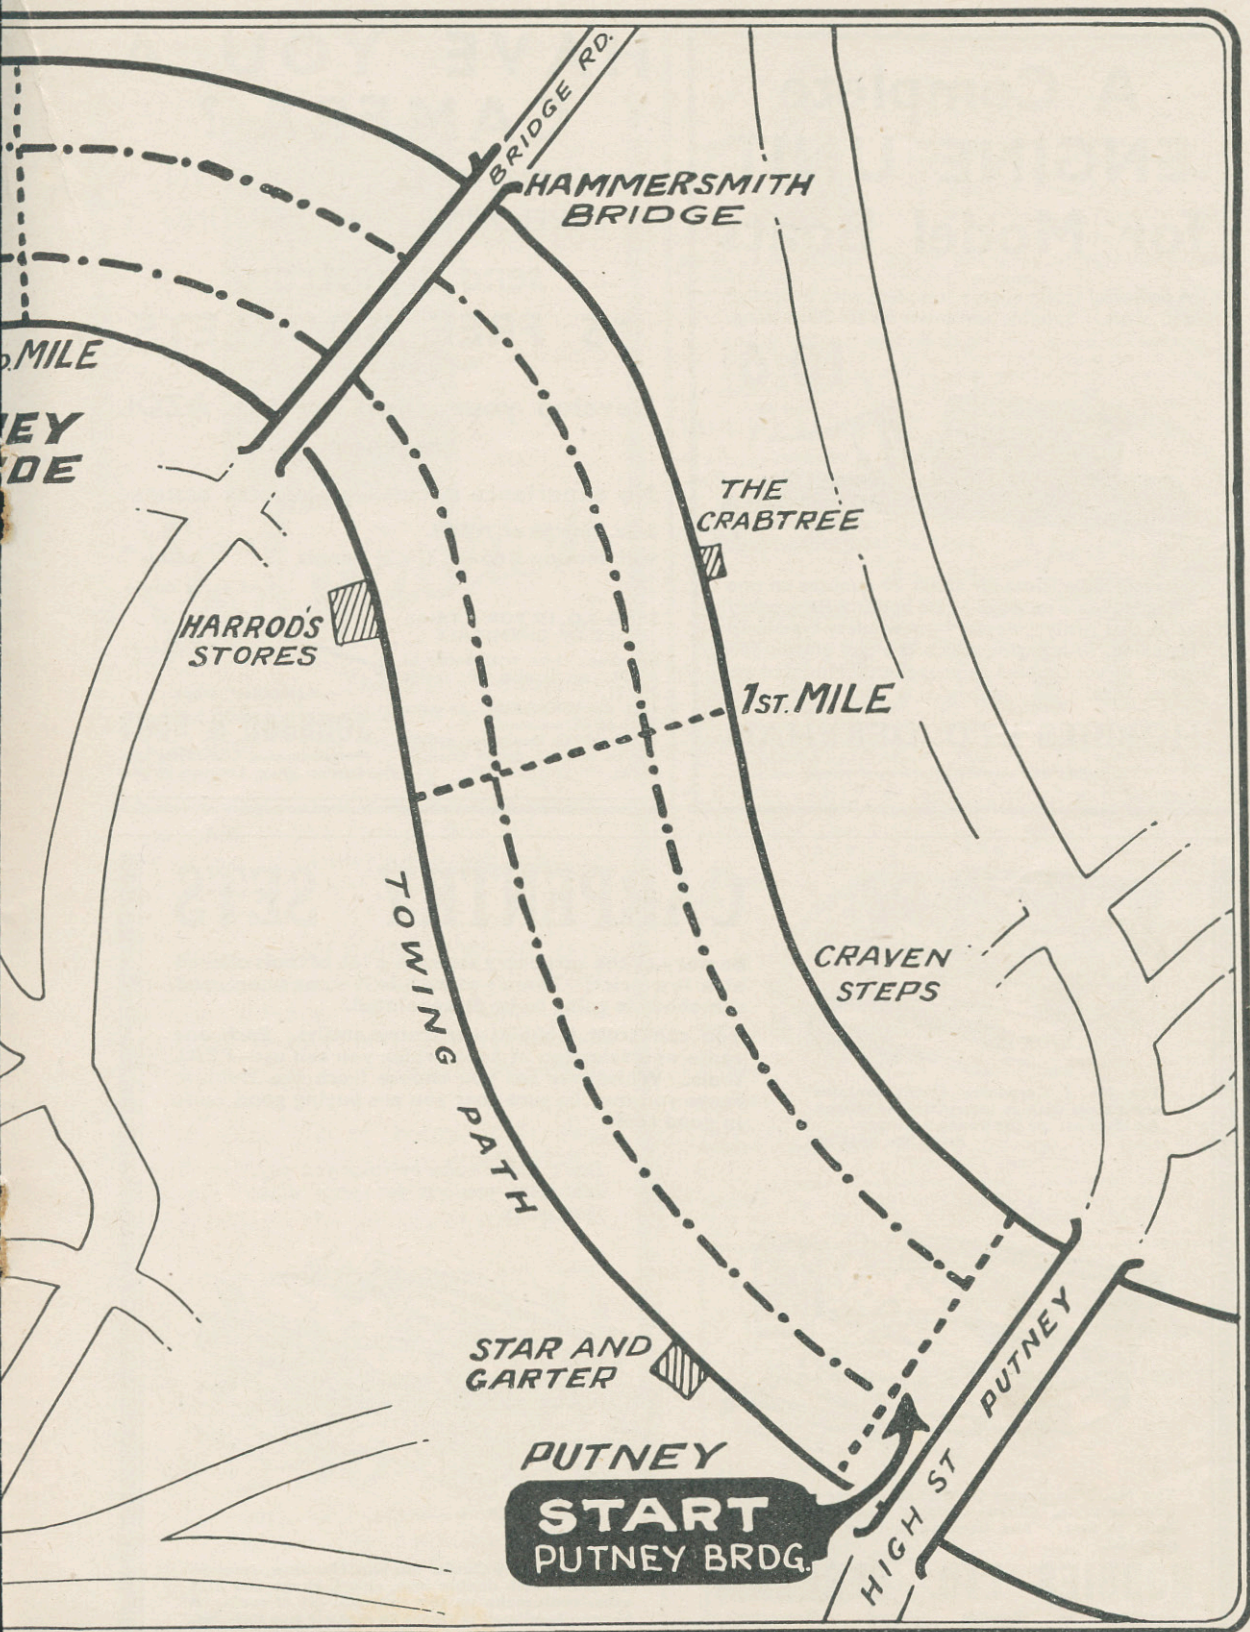 BRIDGE RD.
HAMMERSMITH
BRIDGE
MILE
THE
CRABTREE
HARROD'S
STORES
1ST. MILE
TOWING PATH
CRAVEN
STEPS
STAR AND
GARTER
PUTNEY
START
PUTNEY BRDG.
HIGH ST PUTNEY